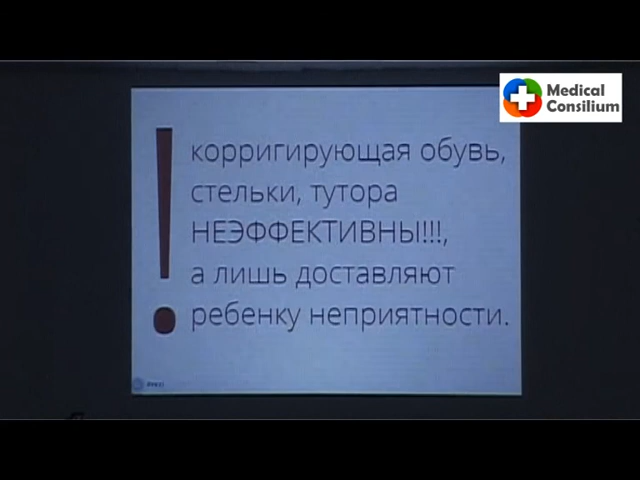 Medical
Consilium
!
корригирующая обувь,
стельки, тутора
НЕЭФФЕКТИВНЫ!!!,
а лишь доставляют
ребенку неприятности.